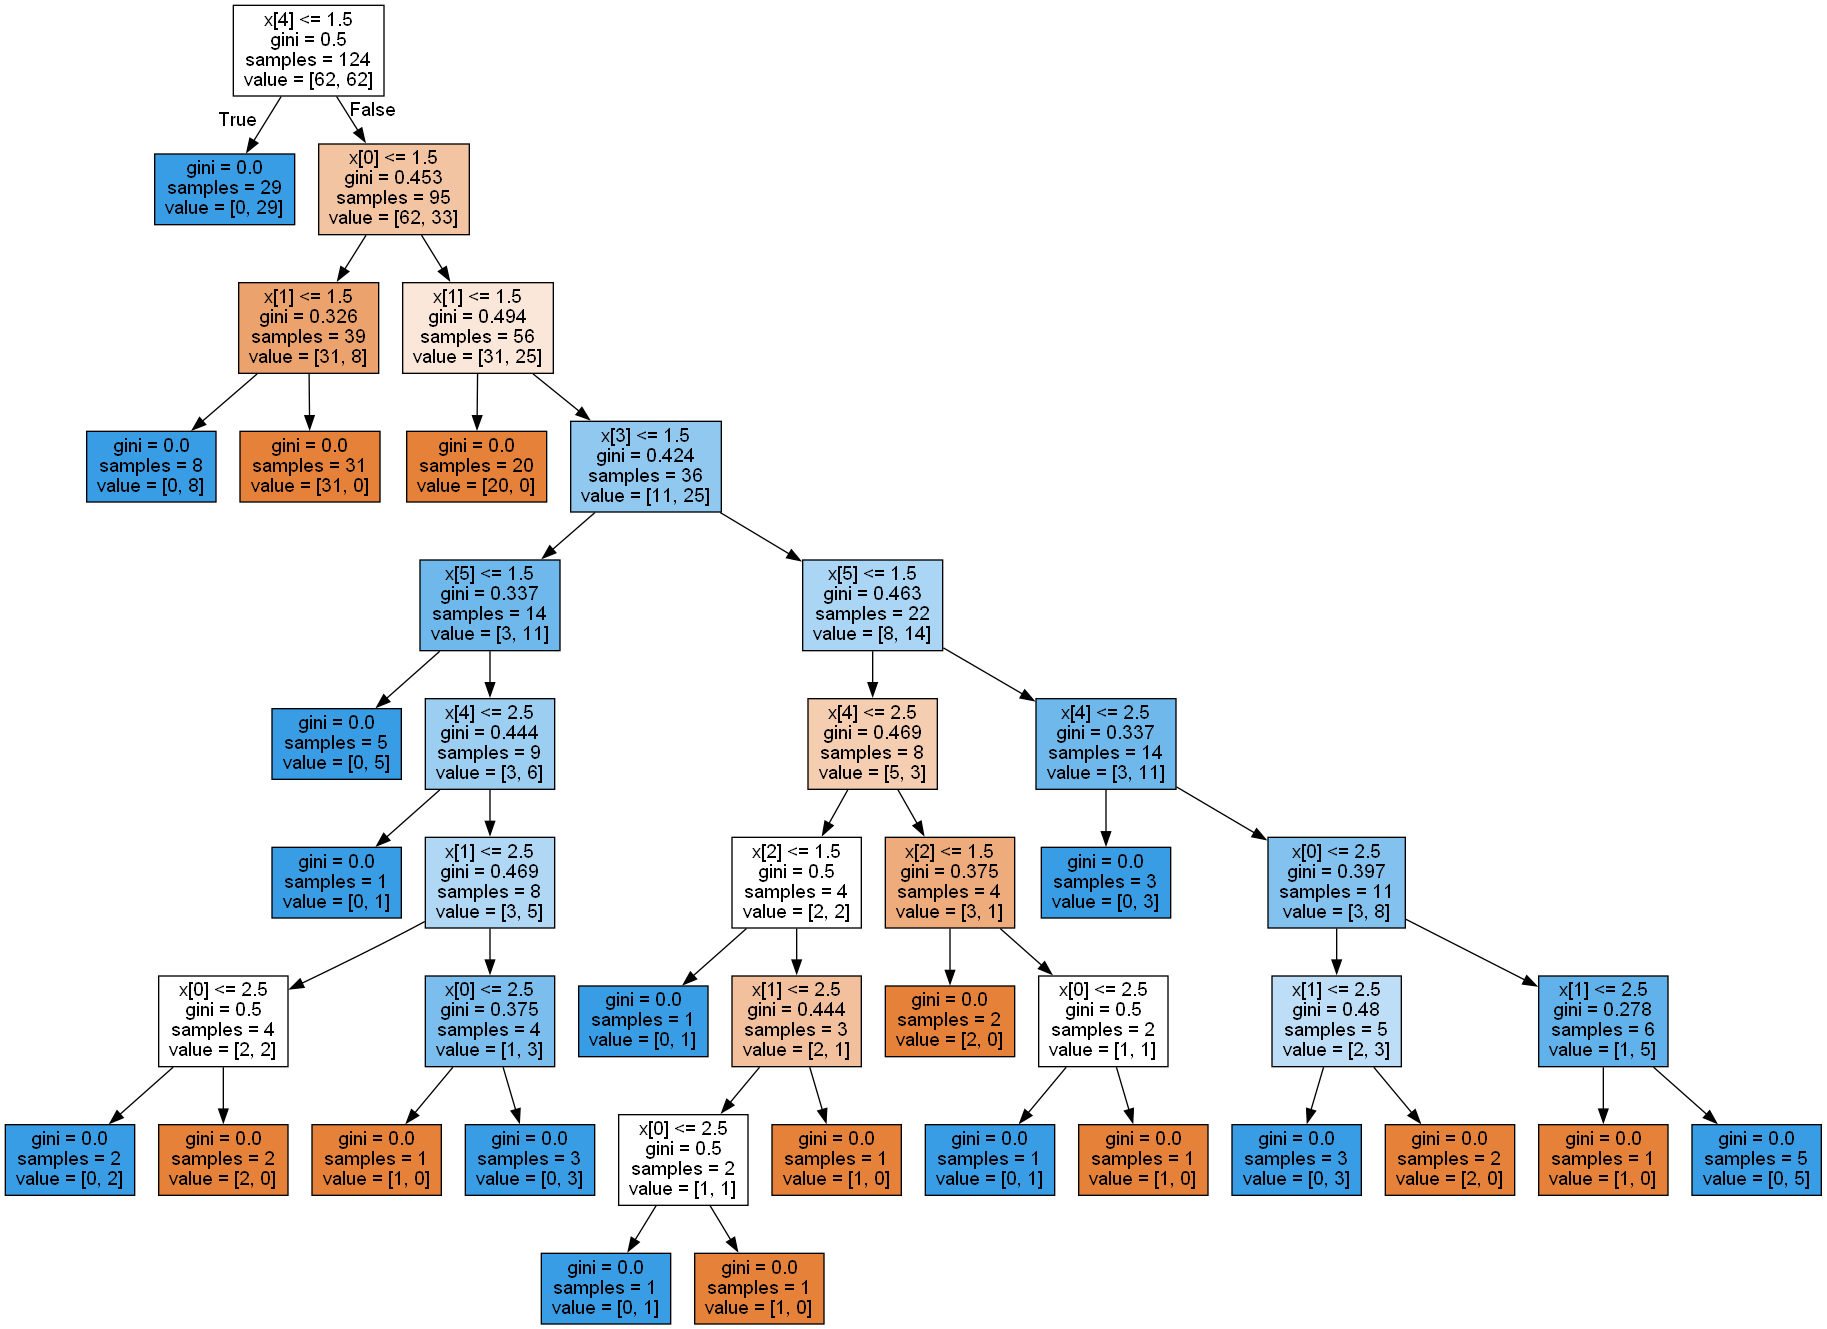 x[4] <= 1.5
gini = 0.5
samples = 124
value = [62, 62]
True
False
gini = 0.0
samples = 29
value = [0, 29]
x[0] <= 1.5
gini = 0.453
samples = 95
value = [62, 33]
x[1] <= 1.5
gini = 0.326
samples = 39
value = [31, 8]
x[1] <= 1.5
gini = 0.494
samples = 56
value = [31, 25]
gini = 0.0
samples = 8
value = [0, 8]
gini = 0.0
samples = 31
value = [31, 0]
gini = 0.0
samples = 20
value = [20, 0]
x[3] <= 1.5
gini = 0.424
samples = 36
value = [11, 25]
x[5] <= 1.5
gini = 0.337
samples = 14
value = [3, 11]
x[5] <= 1.5
gini = 0.463
samples = 22
value = [8, 14]
gini = 0.0
samples = 5
value = [0, 5]
x[4] <= 2.5
gini = 0.444
samples = 9
value = [3, 6]
x[4] <= 2.5
gini = 0.469
samples = 8
value = [5, 3]
x[4] <= 2.5
gini = 0.337
samples = 14
value = [3, 11]
gini = 0.0
samples = 1
value = [0, 1]
x[1] <= 2.5
gini = 0.469
samples = 8
value = [3, 5]
x[2] <= 1.5
gini = 0.5
samples = 4
value = [2, 2]
x[2] <= 1.5
gini = 0.375
samples = 4
value = [3, 1]
gini = 0.0
samples = 3
value = [0, 3]
x[0] <= 2.5
gini = 0.397
samples = 11
value = [3, 8]
x[0] <= 2.5
gini = 0.5
samples = 4
value = [2, 2]
x[0] <= 2.5
gini = 0.375
samples = 4
value = [1, 3]
gini = 0.0
samples = 1
value = [0, 1]
x[1] <= 2.5
gini = 0.444
samples = 3
value = [2, 1]
gini = 0.0
samples = 2
value = [2, 0]
x[0] <= 2.5
gini = 0.5
samples = 2
value = [1, 1]
x[1] <= 2.5
gini = 0.48
samples = 5
value = [2, 3]
x[1] <= 2.5
gini = 0.278
samples = 6
value = [1, 5]
gini = 0.0
samples = 2
value = [0, 2]
gini = 0.0
samples = 2
value = [2, 0]
gini = 0.0
samples = 1
value = [1, 0]
gini = 0.0
samples = 3
value = [0, 3]
x[0] <= 2.5
gini = 0.5
samples = 2
value = [1, 1]
gini = 0.0
samples = 1
value = [1, 0]
gini = 0.0
samples = 1
value = [0, 1]
gini = 0.0
samples = 1
value = [1, 0]
gini = 0.0
samples = 3
value = [0, 3]
gini = 0.0
samples = 2
value = [2, 0]
gini = 0.0
samples = 1
value = [1, 0]
gini = 0.0
samples = 5
value = [0, 5]
gini = 0.0
samples = 1
value = [0, 1]
gini = 0.0
samples = 1
value = [1, 0]